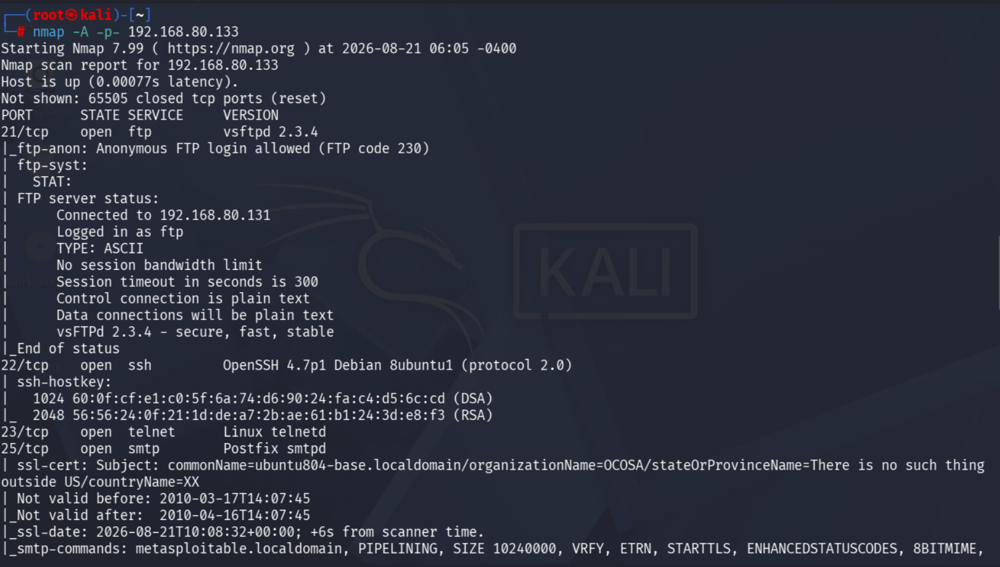 ┌──(root㉿kali)-[~]
└─# nmap -A -p- 192.168.80.133
Starting Nmap 7.99 ( https://nmap.org ) at 2026-08-21 06:05 -0400
Nmap scan report for 192.168.80.133
Host is up (0.00077s latency).
Not shown: 65505 closed tcp ports (reset)
PORT      STATE SERVICE     VERSION
21/tcp    open  ftp         vsftpd 2.3.4
|_ftp-anon: Anonymous FTP login allowed (FTP code 230)
| ftp-syst:
|   STAT:
| FTP server status:
|      Connected to 192.168.80.131
|      Logged in as ftp
|      TYPE: ASCII
|      No session bandwidth limit
|      Session timeout in seconds is 300
|      Control connection is plain text
|      Data connections will be plain text
|      vsFTPd 2.3.4 - secure, fast, stable
|_End of status
22/tcp    open  ssh         OpenSSH 4.7p1 Debian 8ubuntu1 (protocol 2.0)
| ssh-hostkey:
|   1024 60:0f:cf:e1:c0:5f:6a:74:d6:90:24:fa:c4:d5:6c:cd (DSA)
|_  2048 56:56:24:0f:21:1d:de:a7:2b:ae:61:b1:24:3d:e8:f3 (RSA)
23/tcp    open  telnet      Linux telnetd
25/tcp    open  smtp        Postfix smtpd
| ssl-cert: Subject: commonName=ubuntu804-base.localdomain/organizationName=OCOSA/stateOrProvinceName=There is no such thing
outside US/countryName=XX
| Not valid before: 2010-03-17T14:07:45
|_Not valid after:  2010-04-16T14:07:45
|_ssl-date: 2026-08-21T10:08:32+00:00; +6s from scanner time.
|_smtp-commands: metasploitable.localdomain, PIPELINING, SIZE 10240000, VRFY, ETRN, STARTTLS, ENHANCEDSTATUSCODES, 8BITMIME,
KALI